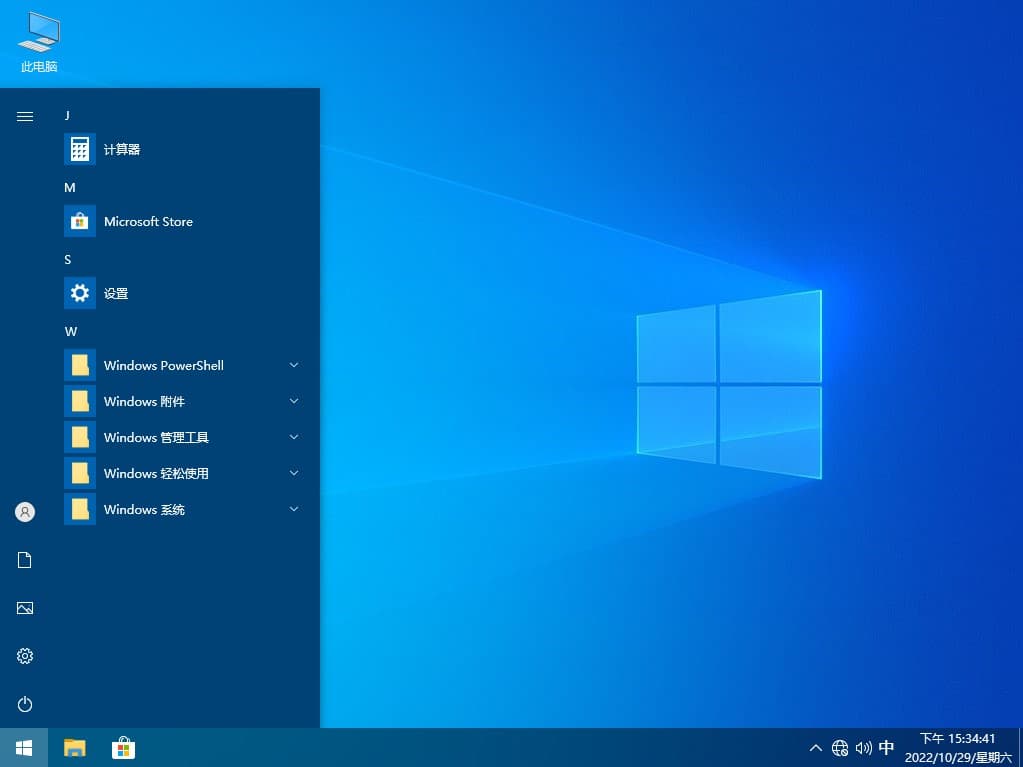 此电脑
J
计算器
M
Microsoft Store
S
设置
W
Windows PowerShell
Windows 附件
Windows 管理工具
Windows 轻松使用
Windows 系统
中
下午 15:34:41
2022/10/29/星期六